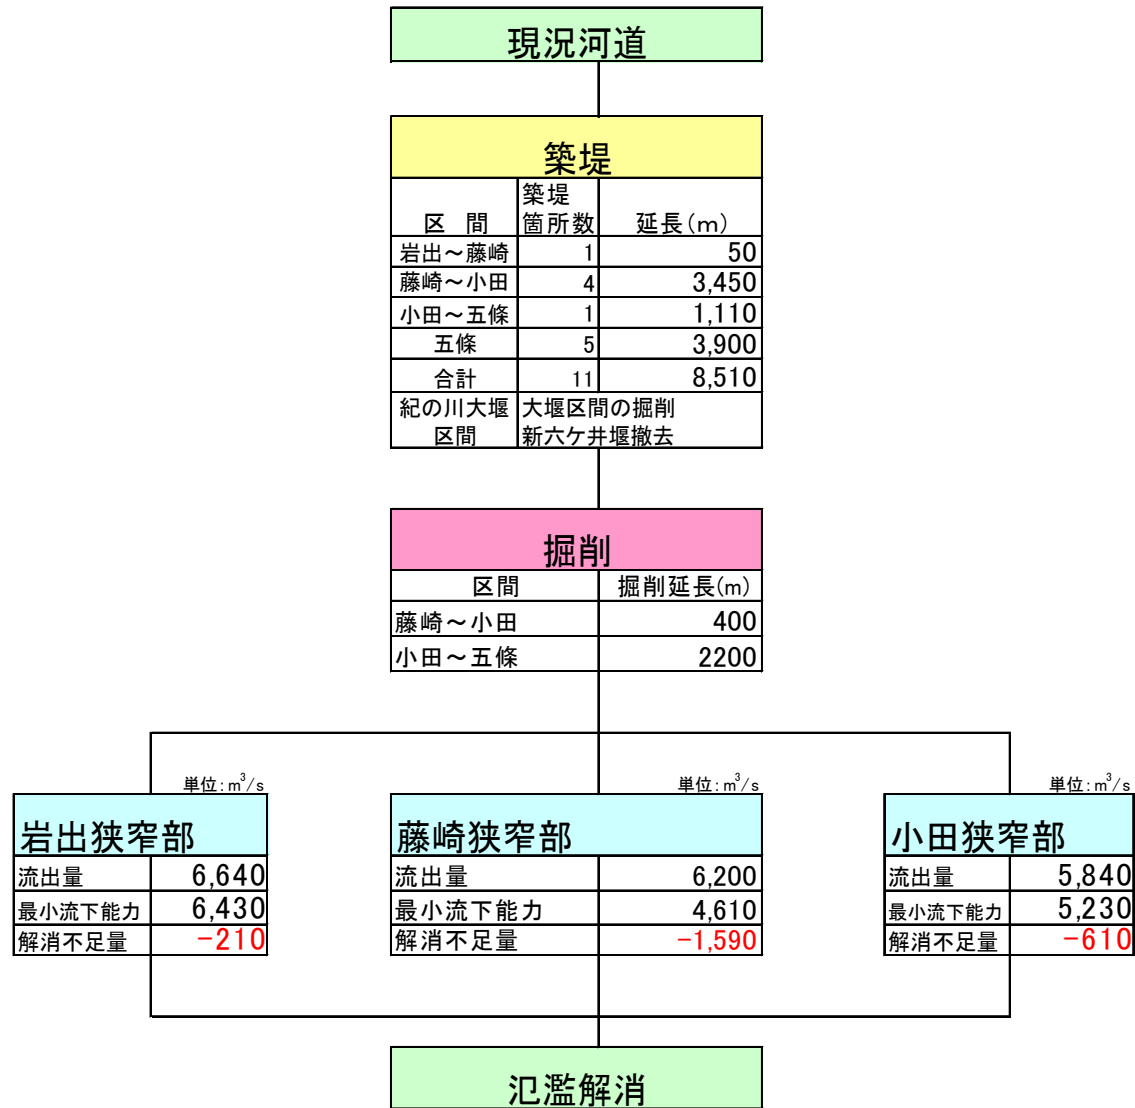 現況河道
築堤
区　間 築堤箇所数 延長(m)
岩出～藤崎 1 50
藤崎～小田 4 3,450
小田～五條 1 1,110
五條 5 3,900
合計 11 8,510
紀の川大堰 大堰区間の掘削
区間 新六ケ井堰撤去
掘削
区間 掘削延長(m)
藤崎～小田 400
小田～五條 2200
単位:m³/s
岩出狭窄部
流出量 6,640
最小流下能力 6,430
解消不足量 -210
単位:m³/s
藤崎狭窄部
流出量 6,200
最小流下能力 4,610
解消不足量 -1,590
単位:m³/s
小田狭窄部
流出量 5,840
最小流下能力 5,230
解消不足量 -610
氾濫解消